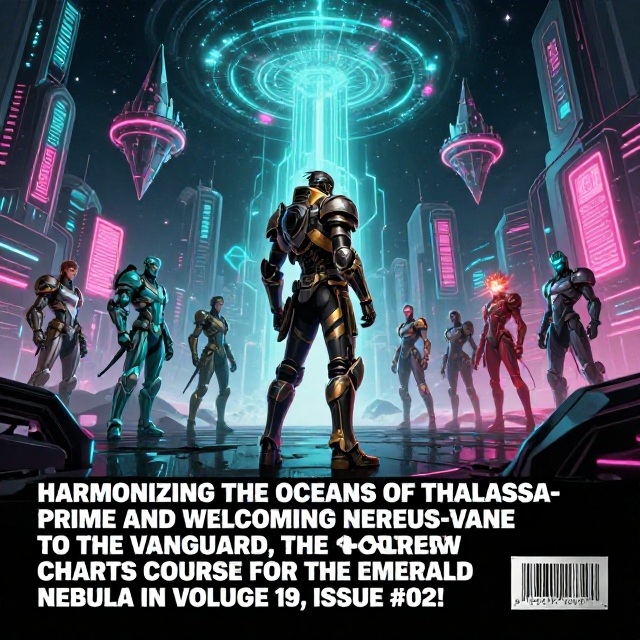 HARMONIZING THE OCEANS OF THALASSA-
PRIME AND WELCOMING NEREUS-VANE
TO THE VANGUARD, THE
CHARTS COURSE FOR THE EMERALD
NEBULA IN VOLUGE 19, ISSUE #02!